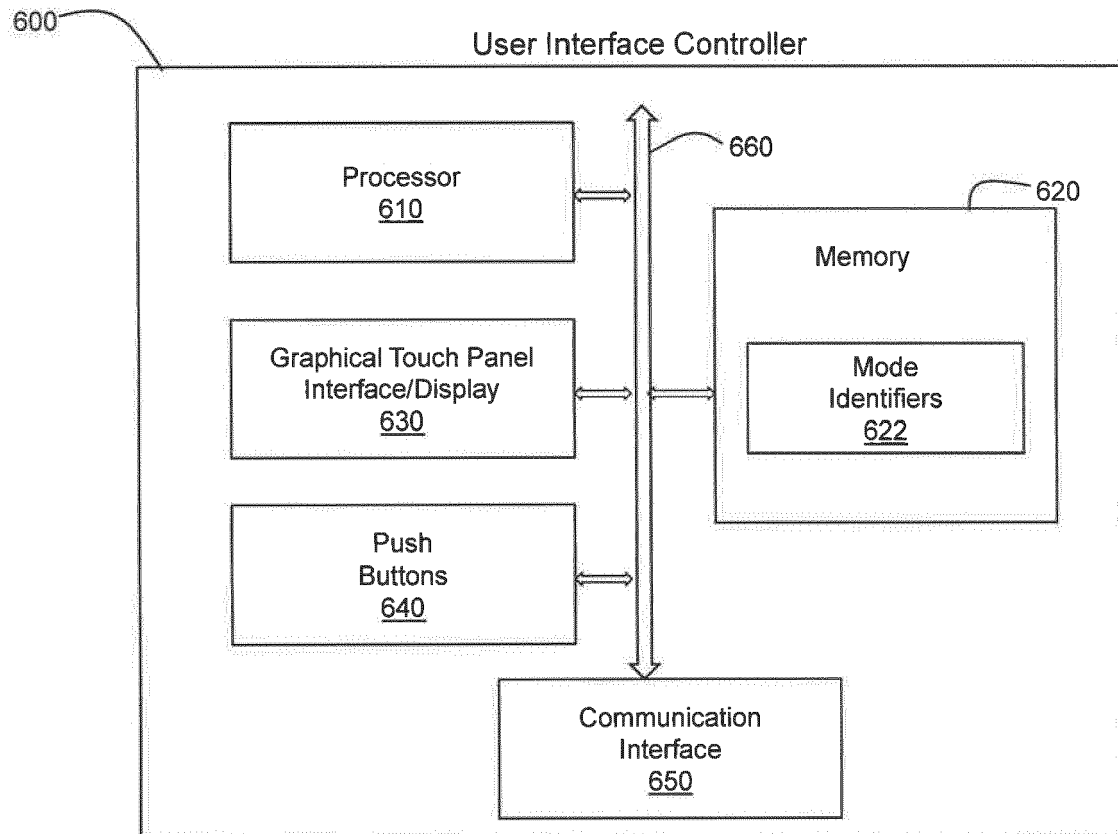 600
User Interface Controller
Processor
610
660
620
Memory
Graphical Touch Panel
Interface/Display
630
Mode
Identifiers
622
Push
Buttons
640
Communication
Interface
650